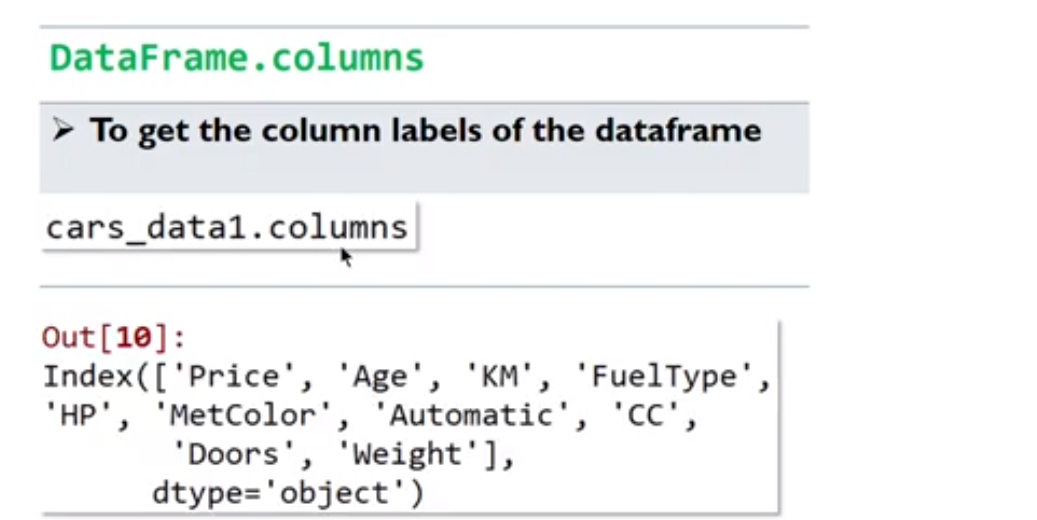 DataFrame.columns
➢ To get the column labels of the dataframe
cars_data1.columns
Out[10]:
Index(['Price', 'Age', 'KM', 'FuelType',
'HP', 'MetColor', 'Automatic', 'CC',
'Doors', 'Weight'],
dtype='object')